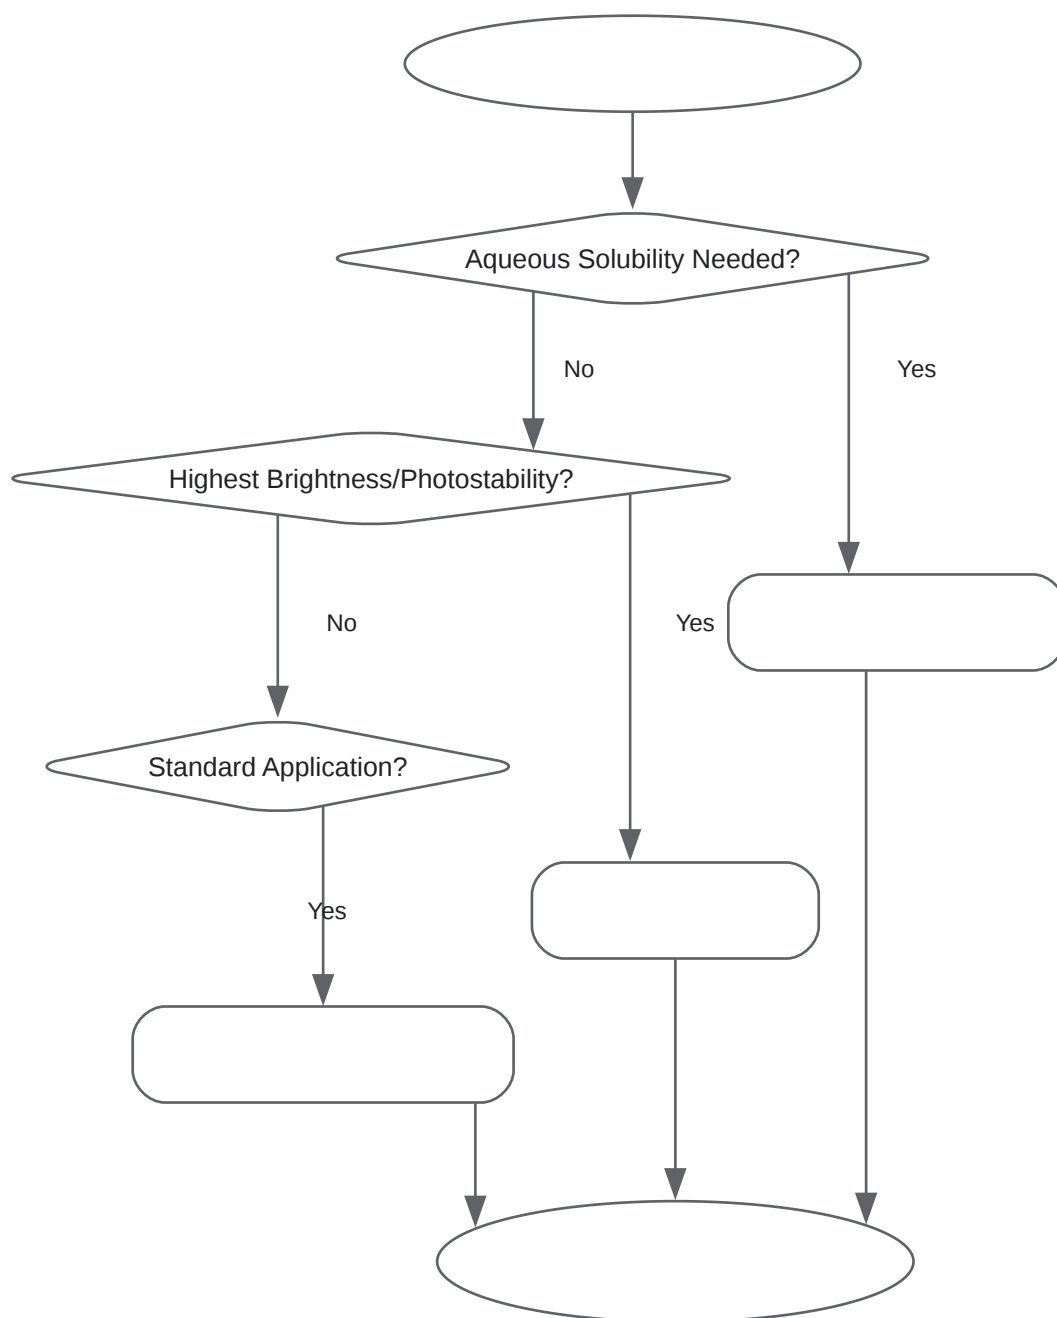 Aqueous Solubility Needed?
No
Yes
Highest Brightness/Photostability?
No
Yes
Standard Application?
Yes